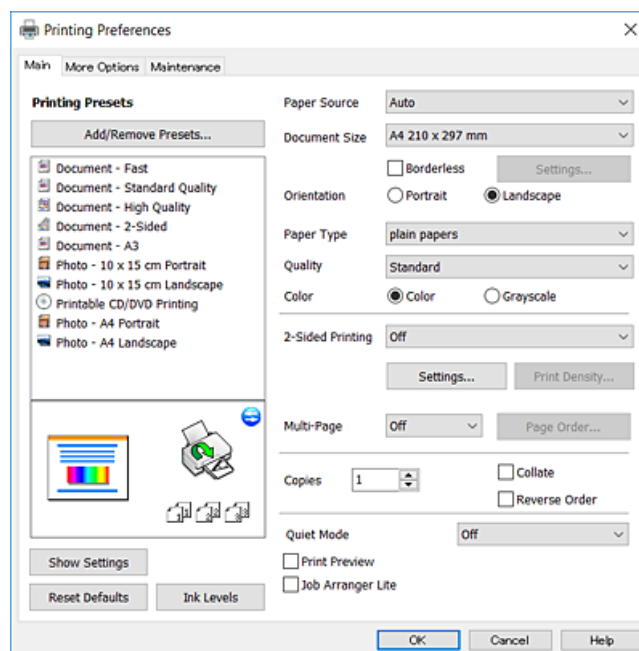 Printing Preferences
Main More Options Maintenance
Printing Presets
Add/Remove Presets...
Document - Fast
Document - Standard Quality
Document - High Quality
Document - 2-Sided
Document - A3
Photo - 10 x 15 cm Portrait
Photo - 10 x 15 cm Landscape
Printable CD/DVD Printing
Photo - A4 Portrait
Photo - A4 Landscape
Show Settings
Reset Defaults Ink Levels
Paper Source Auto
Document Size A4 210 x 297 mm
Borderless Settings...
Orientation Portrait Landscape
Paper Type plain papers
Quality Standard
Color Color Grayscale
2-Sided Printing Off
Settings... Print Density...
Multi-Page Off Page Order...
Copies 1 Collate
Reverse Order
Quiet Mode Off
Print Preview
Job Arranger Lite
OK Cancel Help